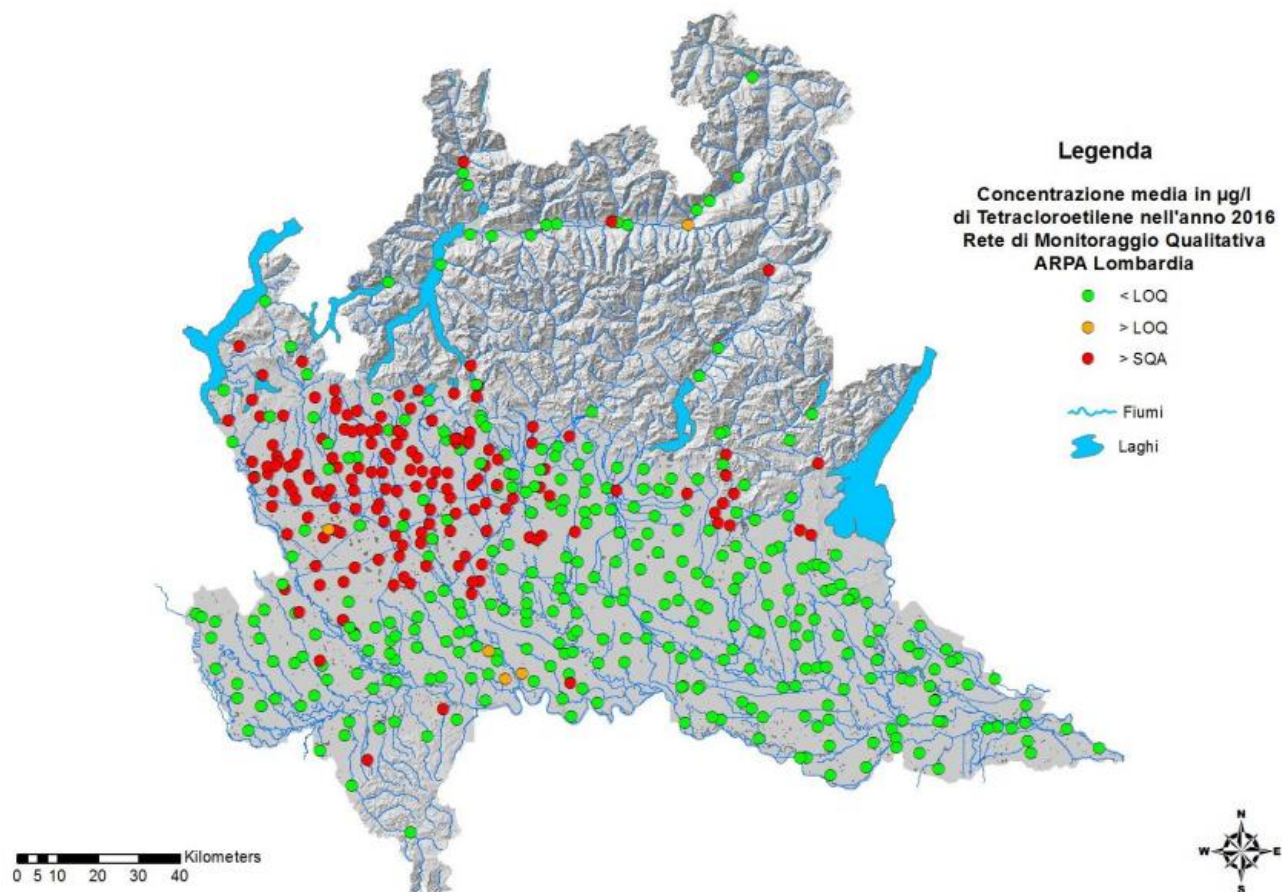 Legenda
Concentrazione media in µg/l
di Tetracloroetilene nell'anno 2016
Rete di Monitoraggio Qualitativa
ARPA Lombardia
< LOQ
> LOQ
> SQA
Fiumi
Laghi
Kilometers
0 5 10 20 30 40
N
W E
S